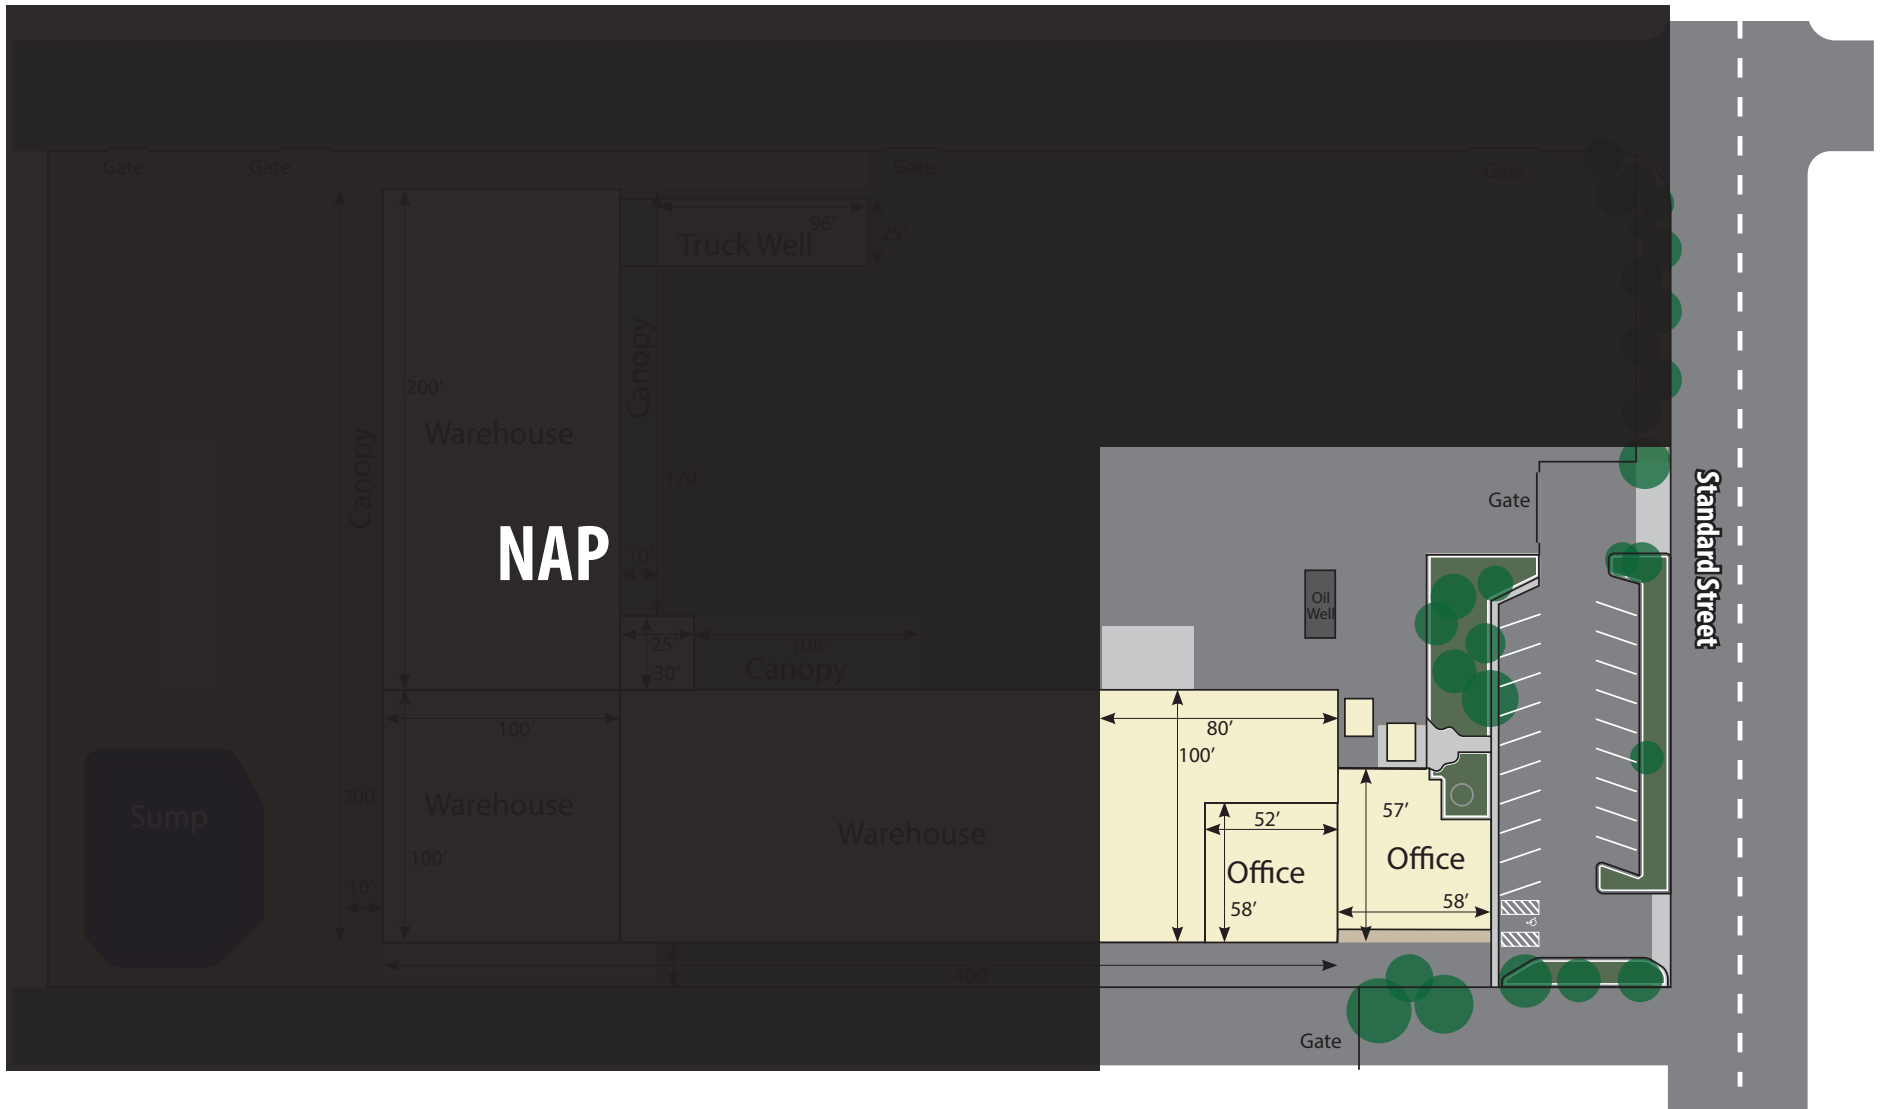 Gate
Gate
Gate
Gate
96’
Truck Well
25’
Canopy
200’
Warehouse
Canopy
170’
Standard Street
Gate
NAP
10’
Oil
Well
25’
105’
30’
Canopy
100’
80’
100’
300’
Warehouse
Sump
Warehouse
57’
52’
100’
Office
Office
10’
58’
58’
400’
Gate